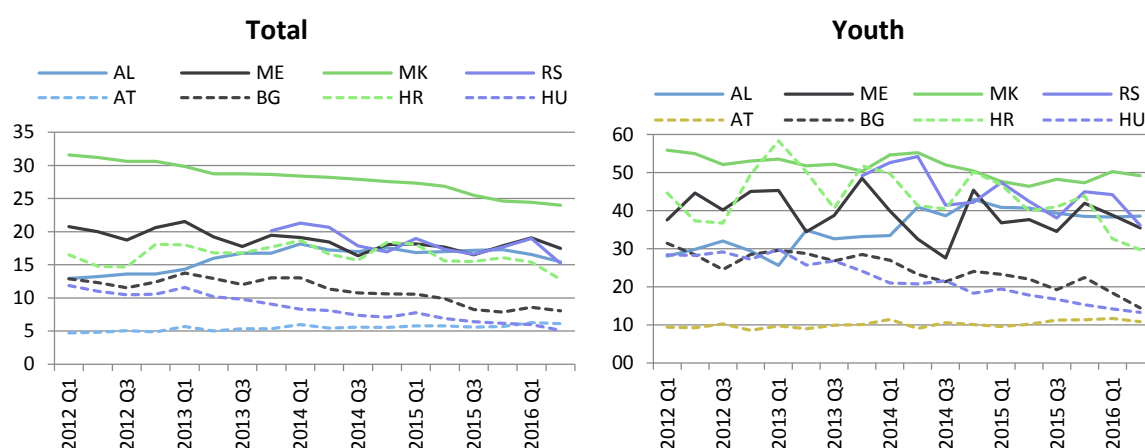 Total
AL ME MK RS
AT BG HR HU
35
30
25
20
15
10
5
0
2012 Q1
2012 Q3
2013 Q1
2013 Q3
2014 Q1
2014 Q3
2015 Q1
2015 Q3
2016 Q1
Youth
AL ME MK RS
AT BG HR HU
60
50
40
30
20
10
00
2012 Q1
2012 Q3
2013 Q1
2013 Q3
2014 Q1
2014 Q3
2015 Q1
2015 Q3
2016 Q1